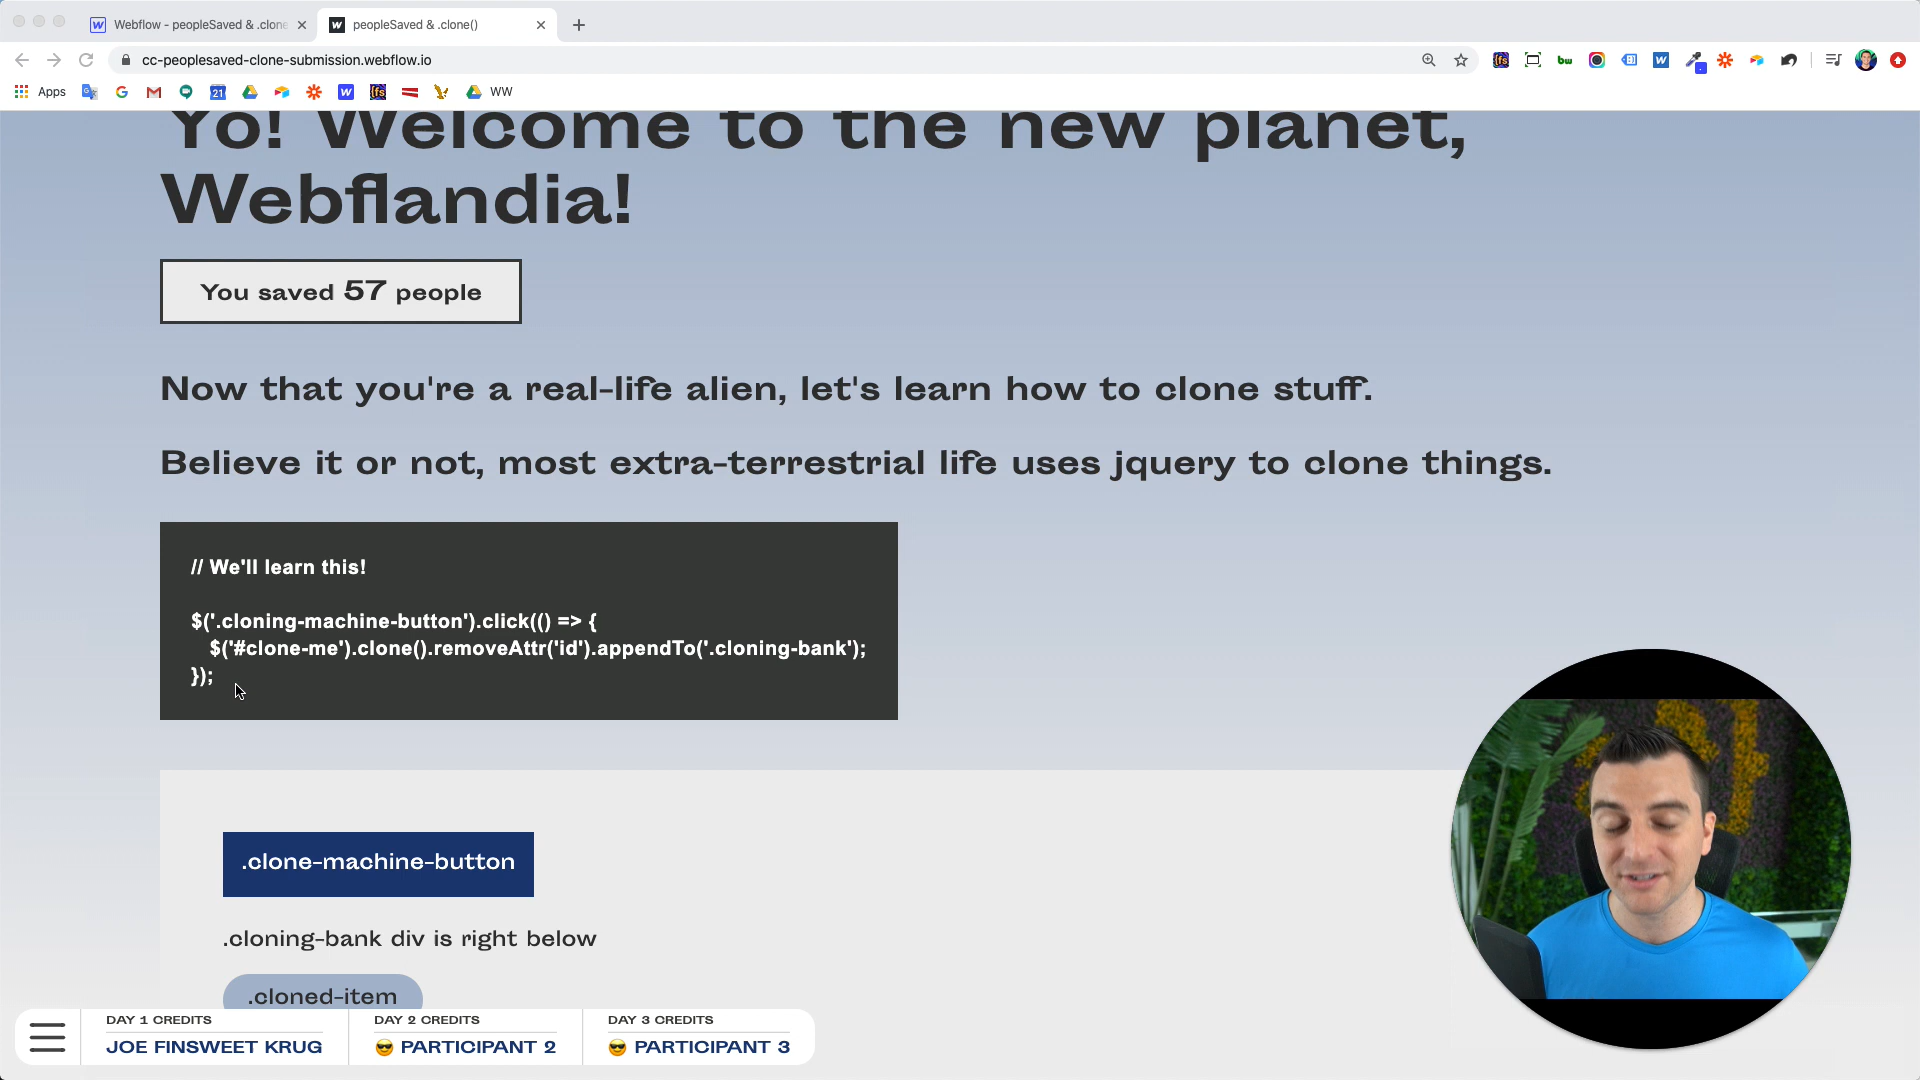 Webflow - peopleSaved & .clone
peopleSaved & .clone()
cc-peoplesaved-clone-submission.webflow.io
Apps
21
WW
Yo! Welcome to the new planet,
Webflandia!
You saved 57 people
Now that you're a real-life alien, let's learn how to clone stuff.
Believe it or not, most extra-terrestrial life uses jquery to clone things.
// We'll learn this!
$('.cloning-machine-button').click(() => {
$('#clone-me').clone().removeAttr('id').appendTo('.cloning-bank');
});
.clone-machine-button
.cloning-bank div is right below
.cloned-item
DAY 1 CREDITS
JOE FINSWEET KRUG
DAY 2 CREDITS
😎 PARTICIPANT 2
DAY 3 CREDITS
😎 PARTICIPANT 3